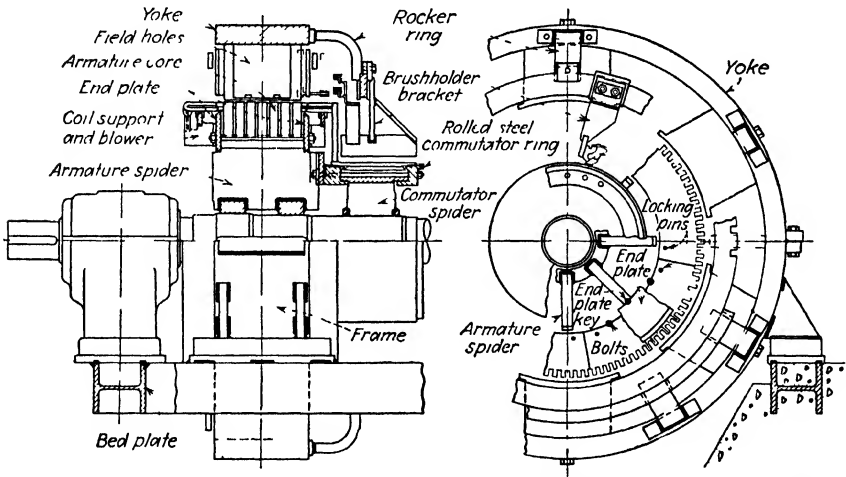 Yoke
Field holes
Armature core
End plate
Coil support
and blower
Armature spider
Bed plate
Rocker
ring
Brushholder
bracket
Rolled steel
commutator ring
Commutator
spider
Frame
Yoke
Locking
pins
End
plate
End
plate
key
Armature
spider
Bolts